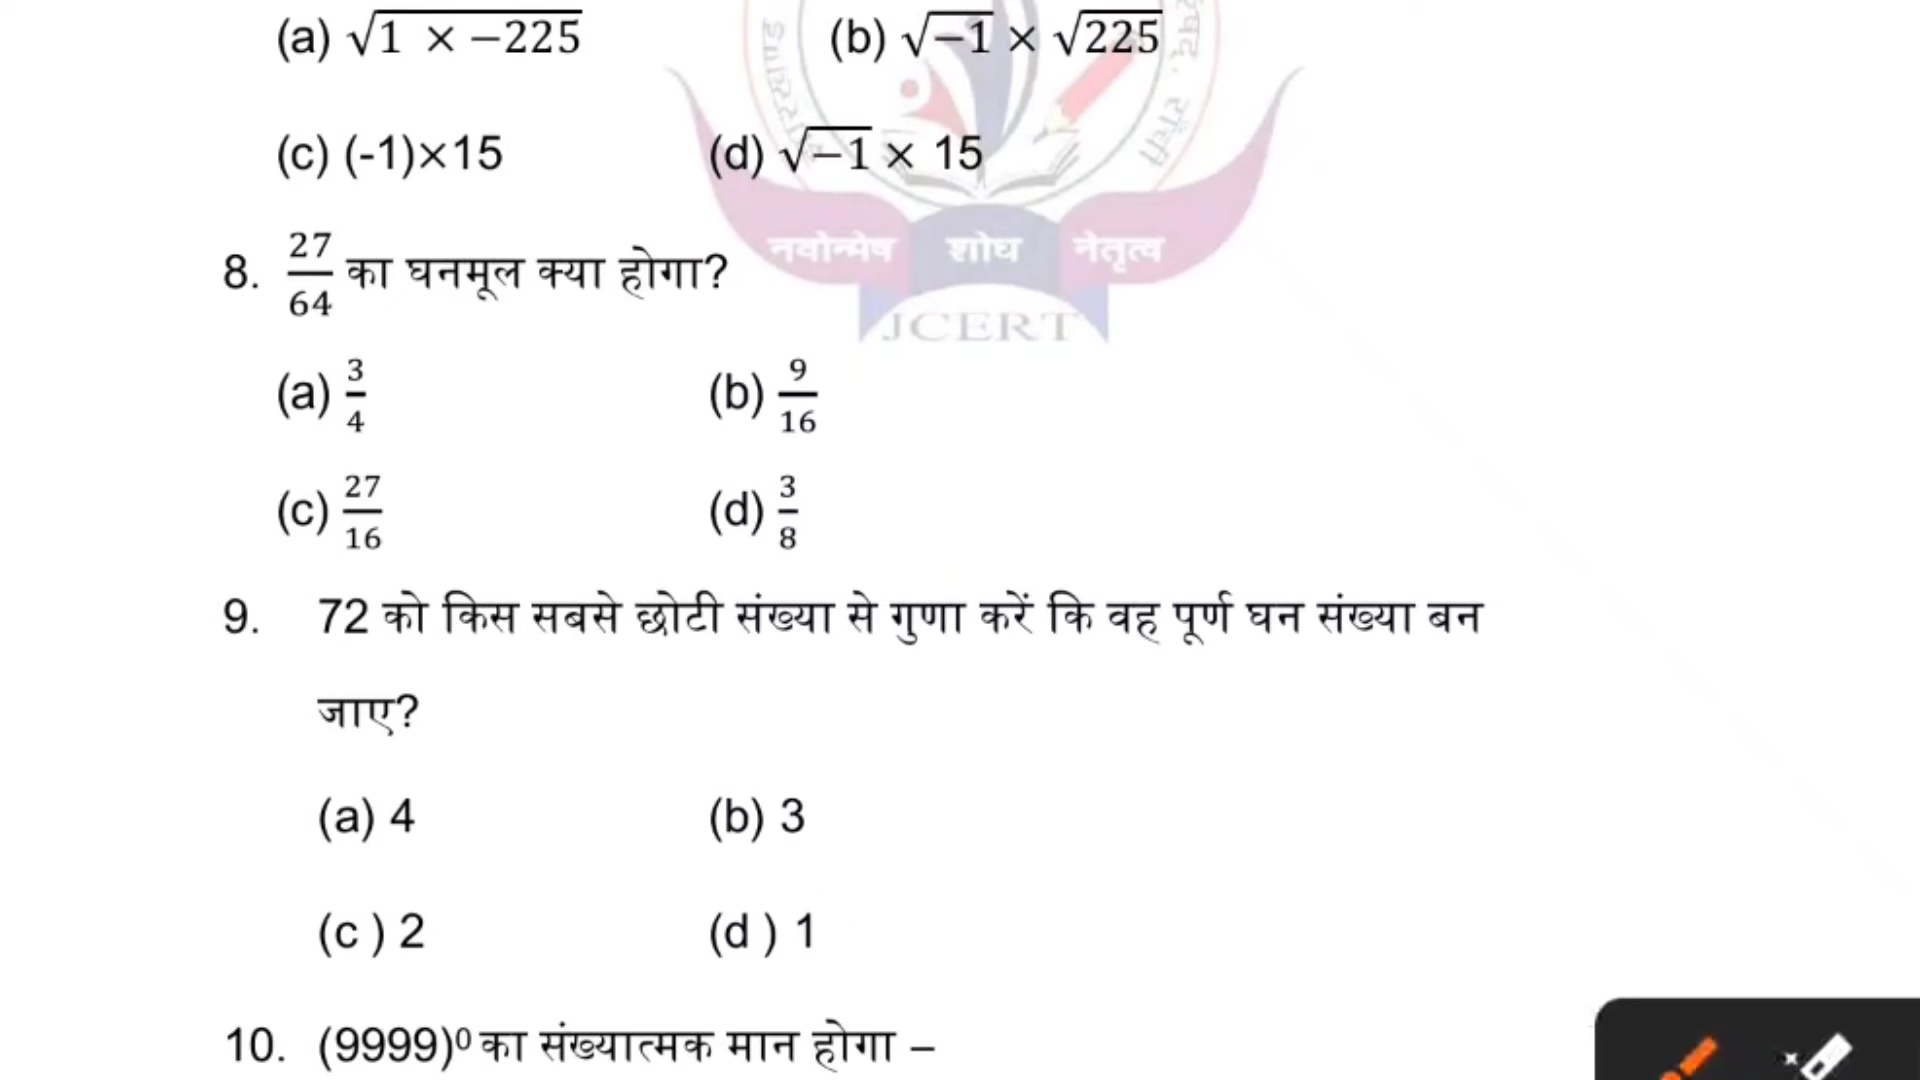 (a) √1 × −225 (b) √−1 × √225
(c) (-1)×15 (d) √−1 × 15
नवोन्मेष शोध नेतृत्व
JCERT
8. 27/64 का घनमूल क्या होगा?
(a) 3/4 (b) 9/16
(c) 27/16 (d) 3/8
9. 72 को किस सबसे छोटी संख्या से गुणा करें कि वह पूर्ण घन संख्या बन
जाए?
(a) 4 (b) 3
(c ) 2 (d ) 1
10. (9999)⁰ का संख्यात्मक मान होगा –